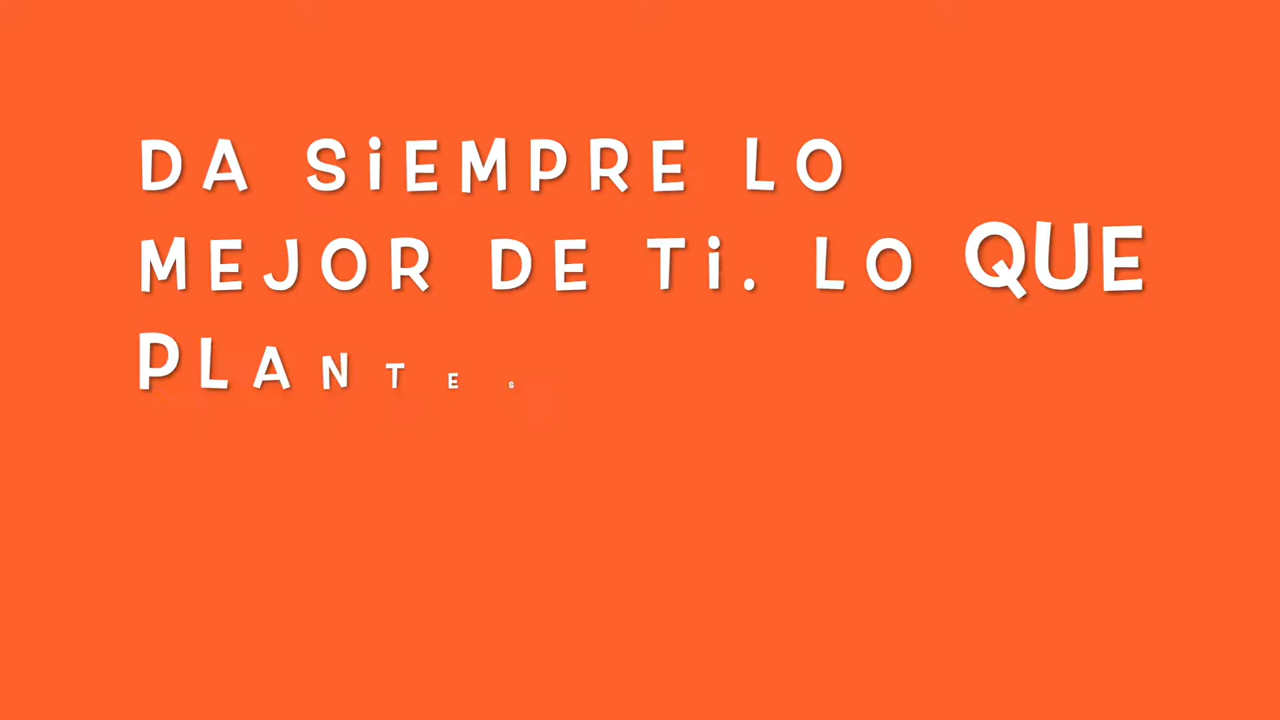 DA SiEMPRE LO
MEJOR DE Ti. LO QUE
PLANTES